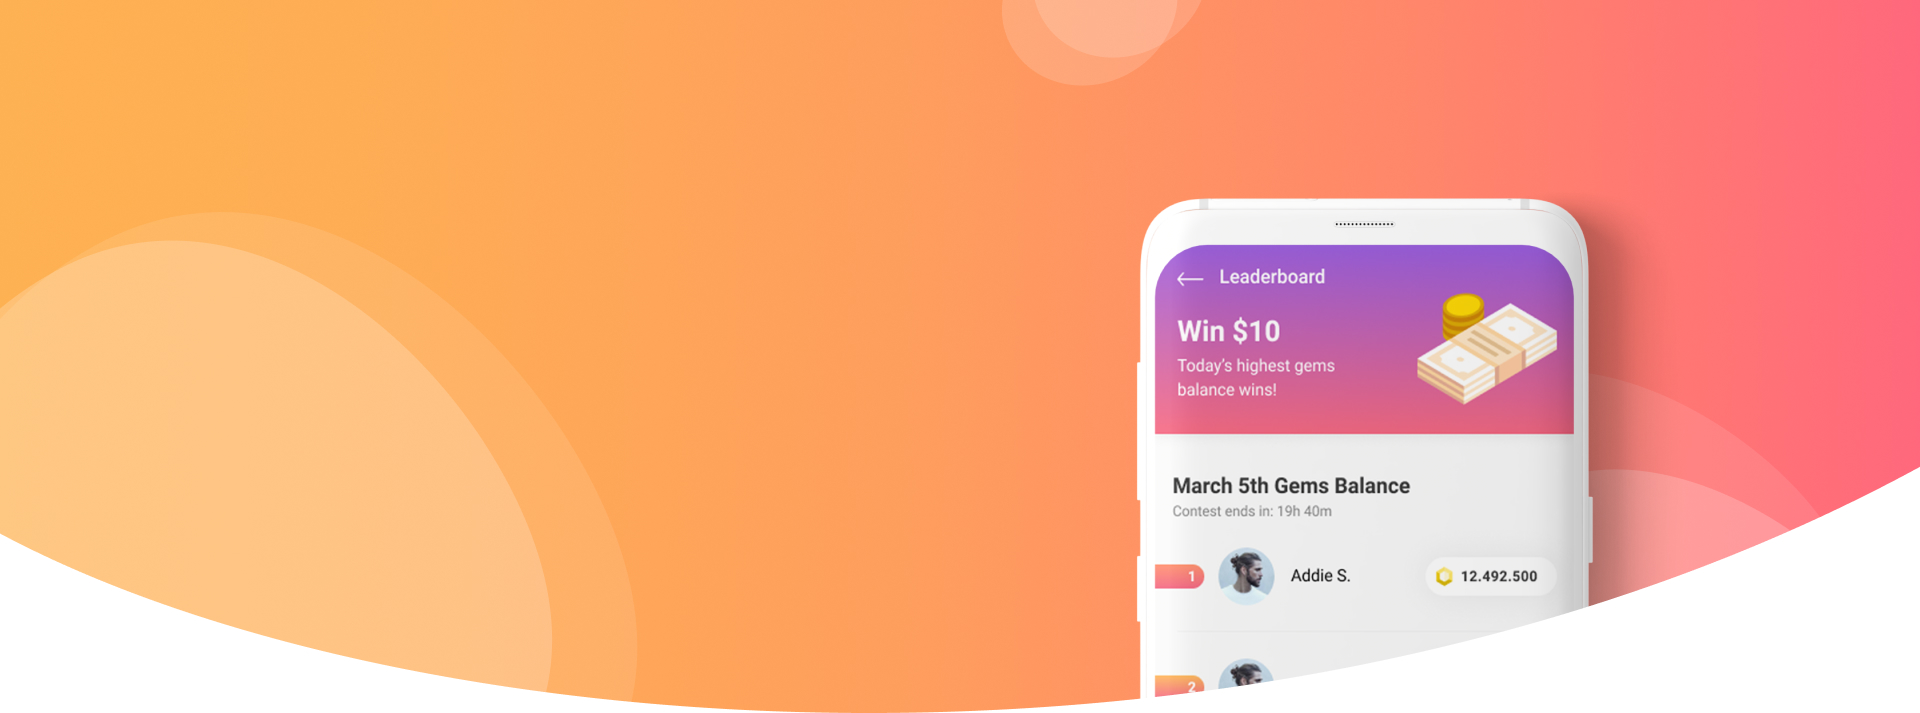 Leaderboard
Win $10
Today's highest gems
balance wins!
March 5th Gems Balance
Contest ends in: 19h 40m
1 Addie S. 12.492.500
2